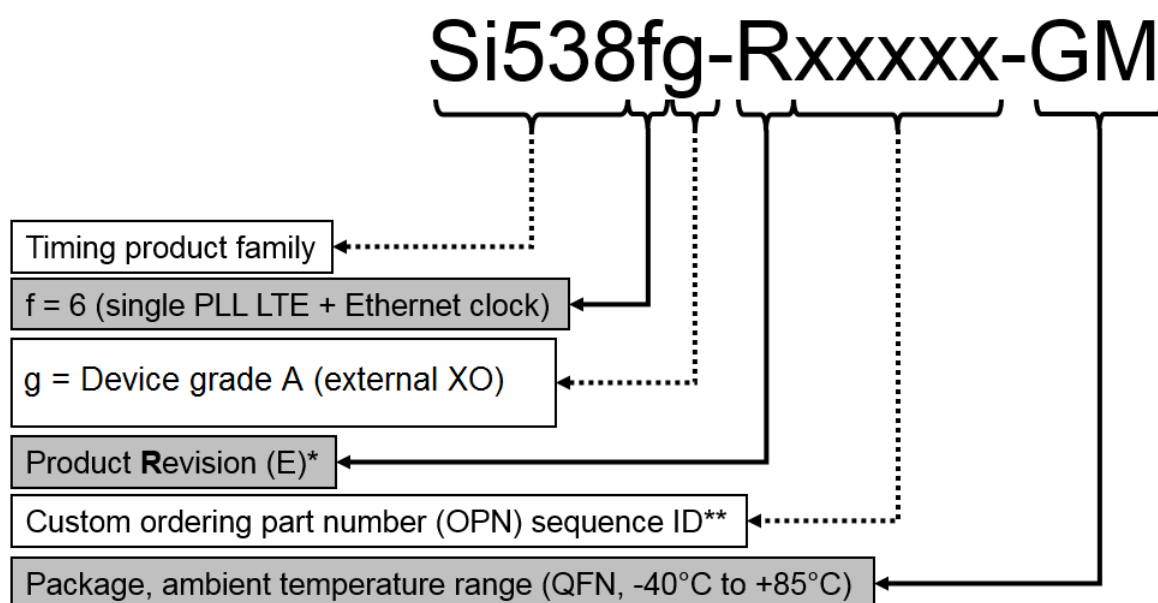 Si538fg-Rxxxxx-GM
Timing product family
f = 6 (single PLL LTE + Ethernet clock)
g = Device grade A (external XO)
Product Revision (E)*
Custom ordering part number (OPN) sequence ID**
Package, ambient temperature range (QFN, -40°C to +85°C)